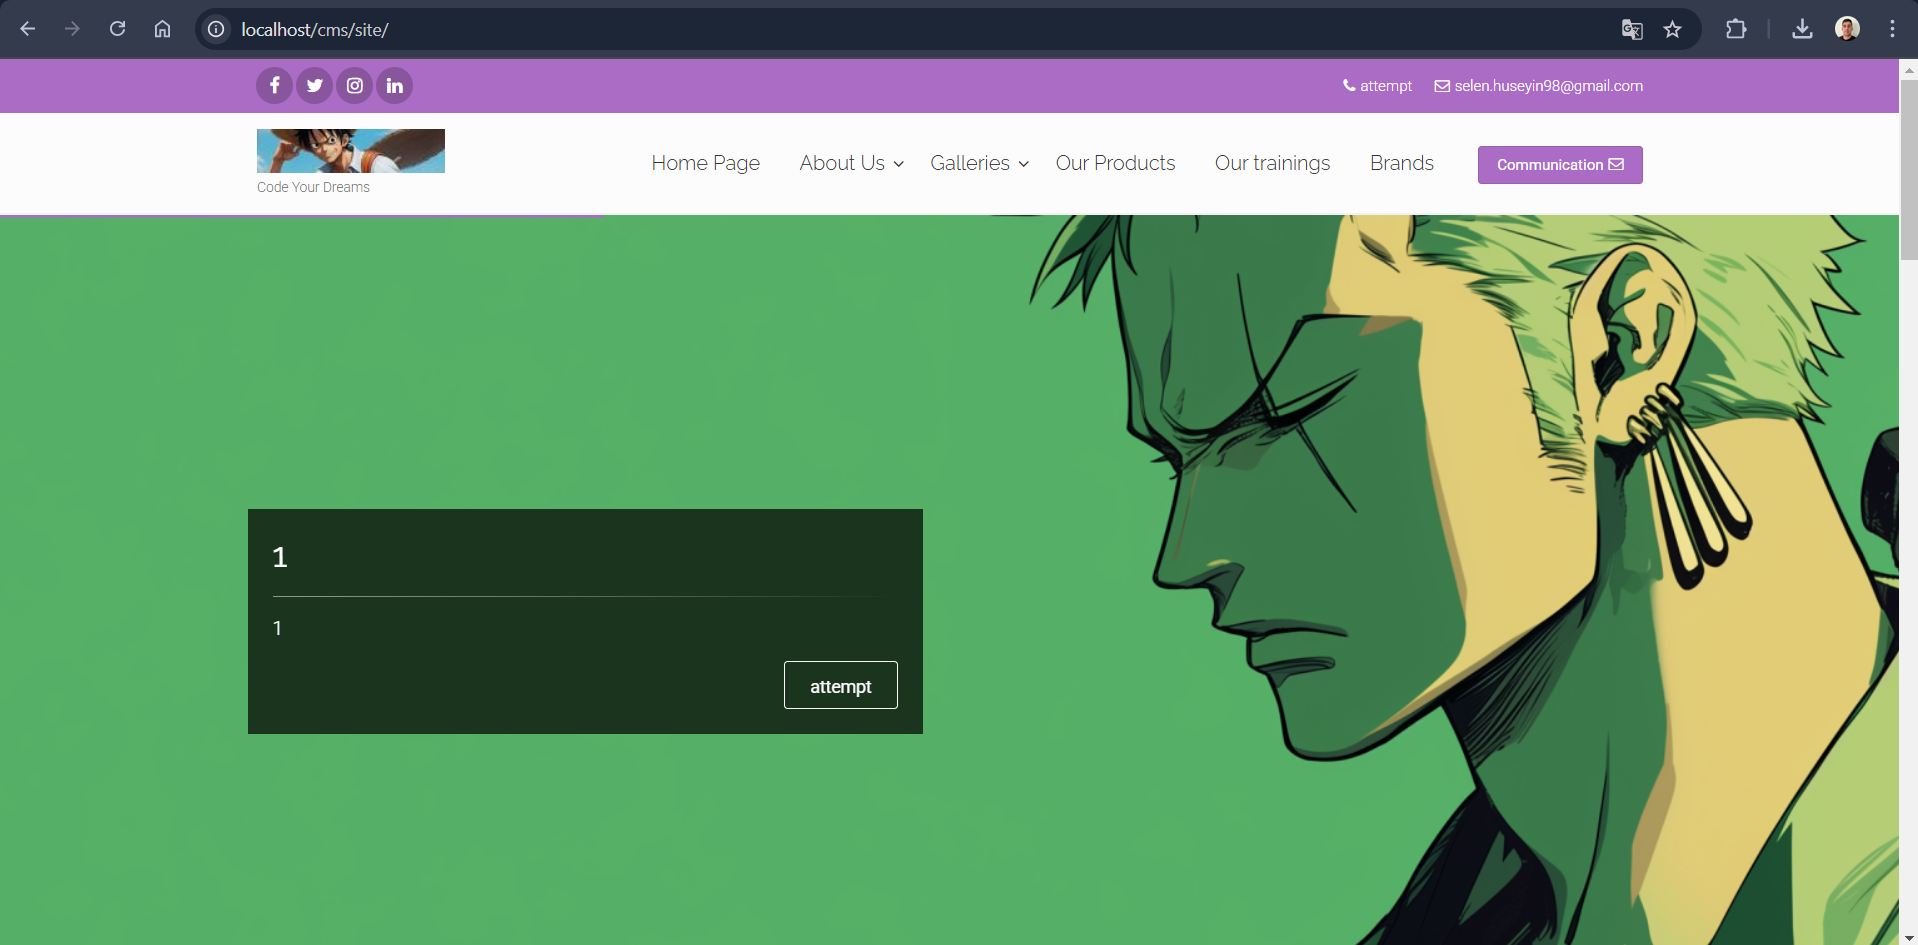 localhost/cms/site/
attempt selen.huseyin98@gmail.com
Code Your Dreams
Home Page About Us Galleries Our Products Our trainings Brands Communication
1
1
attempt